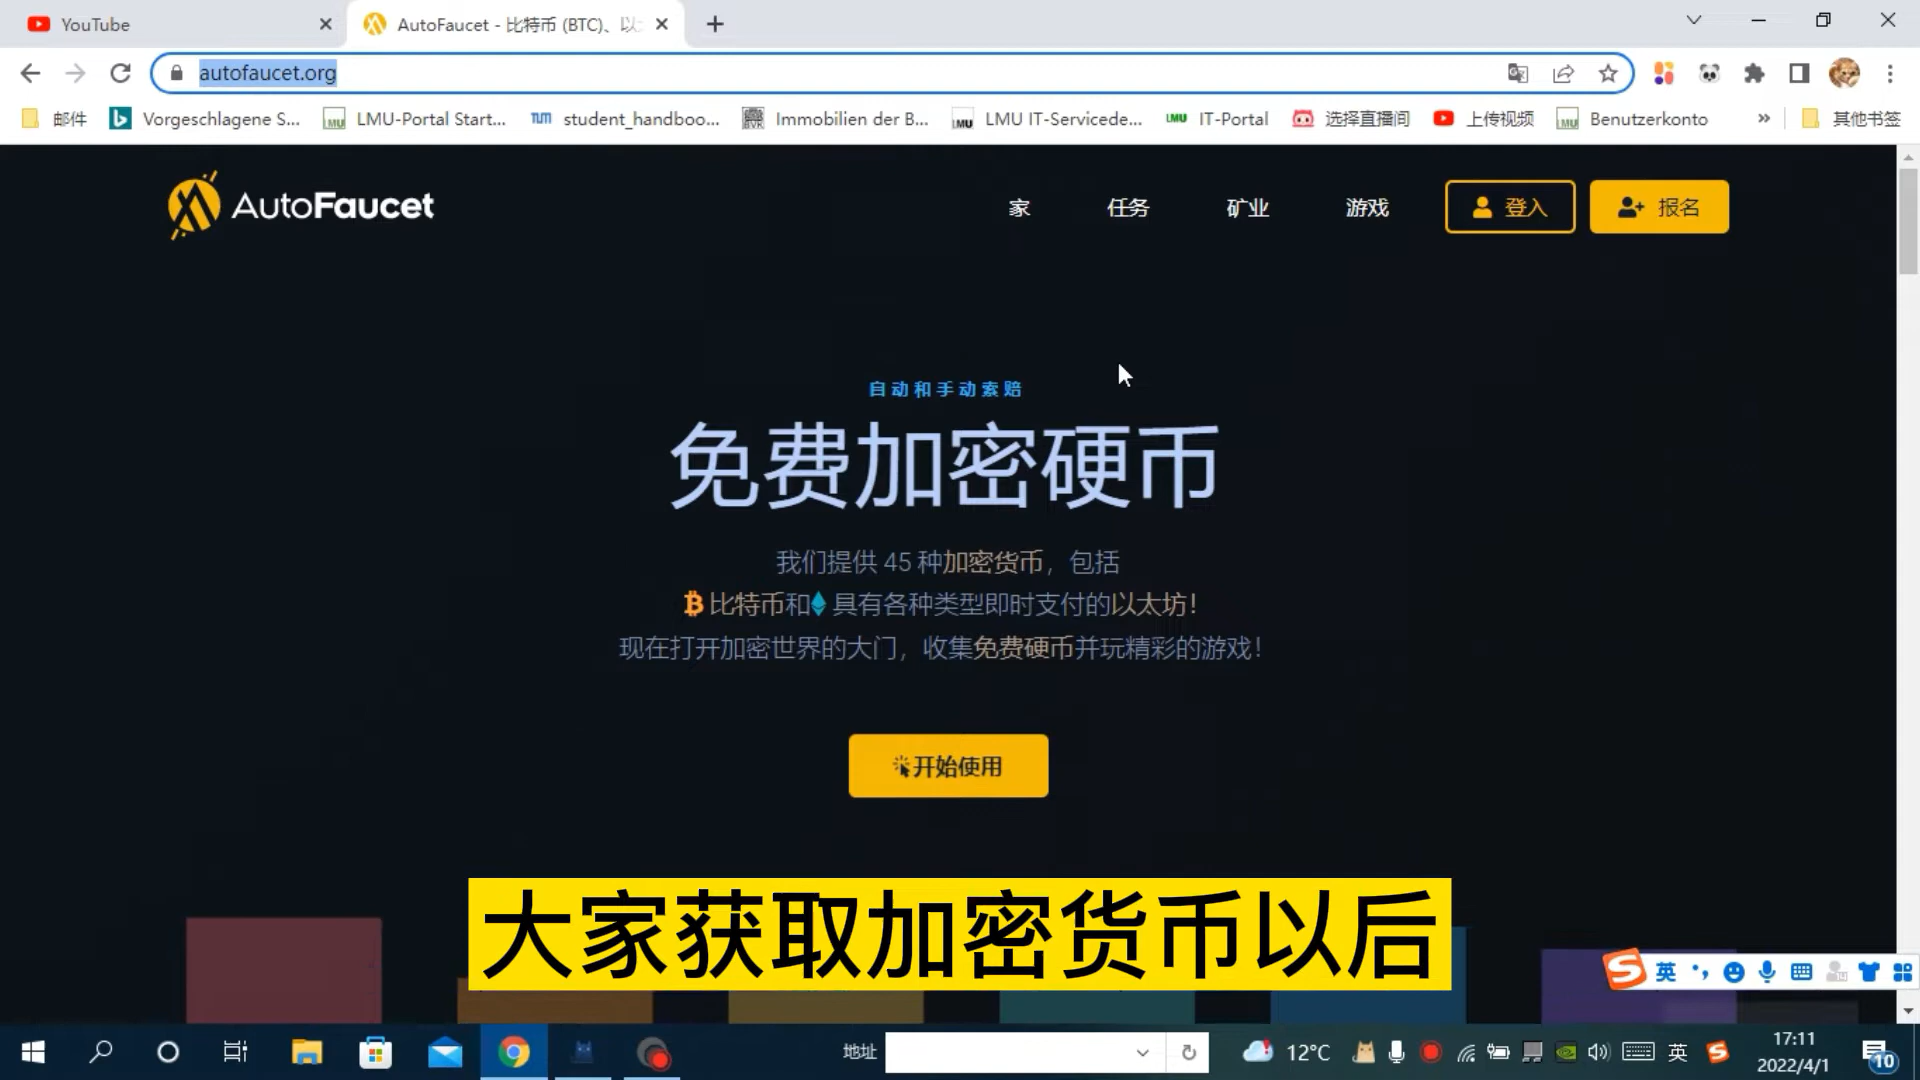 YouTube
AutoFaucet - 比特币 (BTC)、以
autofaucet.org
邮件 Vorgeschlagene S... LMU-Portal Start... TUM student_handboo... Immobilien der B... LMU IT-Servicede... LMU IT-Portal 选择直播间 上传视频 Benutzerkonto » 其他书签
AutoFaucet 家 任务 矿业 游戏 登入 报名
自动和手动索赔
免费加密硬币
我们提供 45 种加密货币，包括
比特币和 具有各种类型即时支付的以太坊！
现在打开加密世界的大门，收集免费硬币并玩精彩的游戏！
开始使用
大家获取加密货币以后
英
地址 12°C 英 17:11
2022/4/1 10